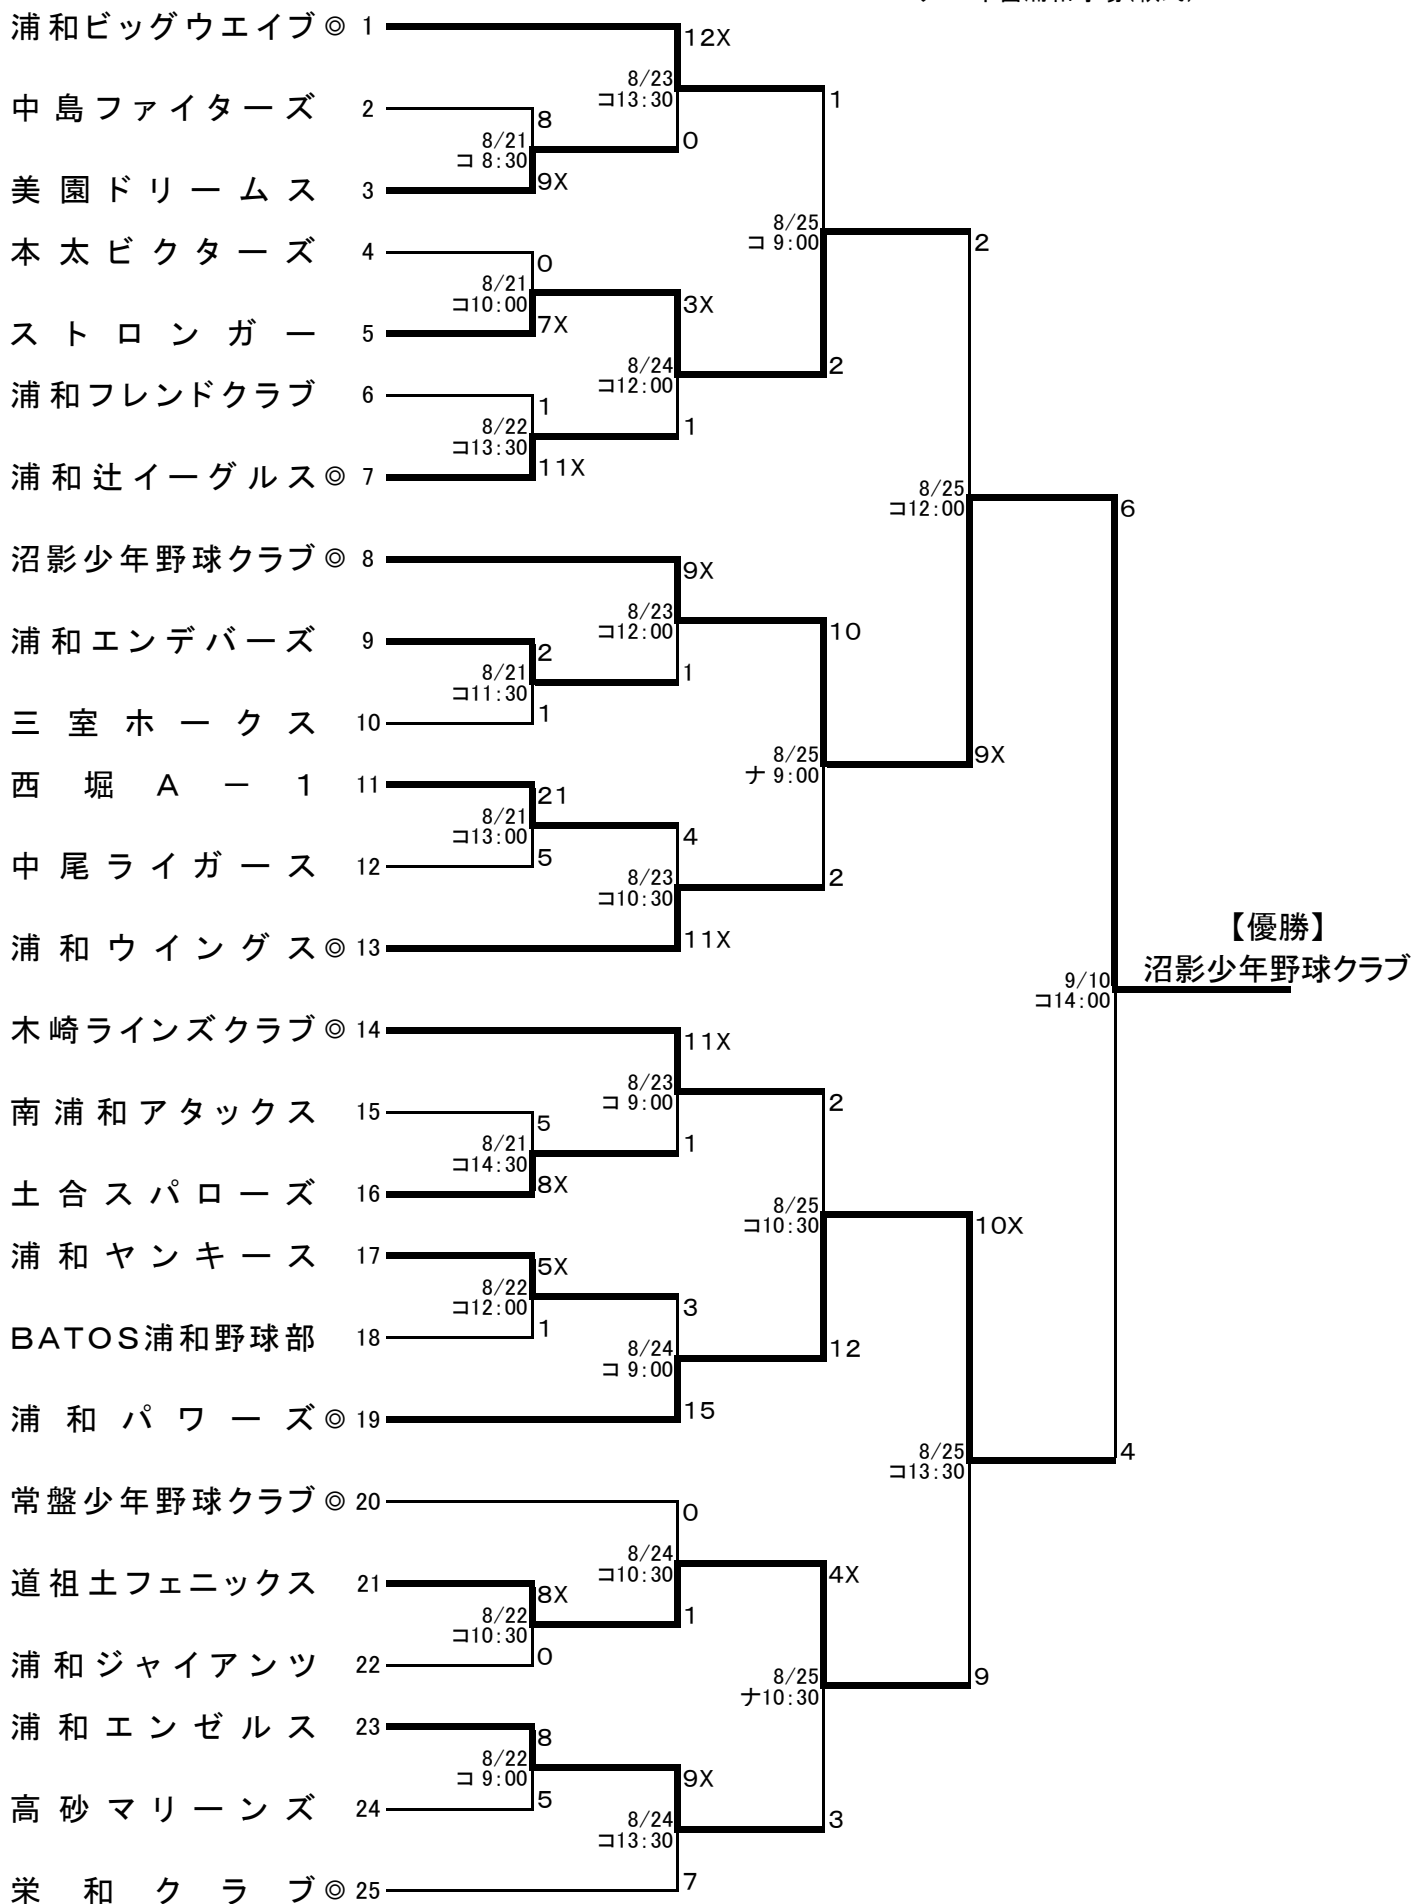 浦和ビッグウエイブ ◎ 1
12X
8/23
コ13:30
1
中島ファイターズ 2
8
8/21
コ 8:30
0
美園ドリームス 3
9X
8/25
コ 9:00
2
本太ビクターズ 4
0
8/21
コ10:00
3X
ストロンガー 5
7X
8/24
コ12:00
2
浦和フレンドクラブ 6
1
8/22
コ13:30
1
浦和辻イーグルス ◎ 7
11X
8/25
コ12:00
6
沼影少年野球クラブ ◎ 8
9X
8/23
コ12:00
10
浦和エンデバーズ 9
2
8/21
コ11:30
1
三室ホークス 10
1
8/25
ナ 9:00
9X
西堀A－1 11
21
8/21
コ13:00
4
中尾ライガース 12
5
8/23
コ10:30
2
浦和ウイングス ◎ 13
11X
【優勝】
沼影少年野球クラブ
9/10
コ14:00
木崎ラインズクラブ ◎ 14
11X
8/23
コ 9:00
2
南浦和アタックス 15
5
8/21
コ14:30
1
土合スパローズ 16
8X
8/25
コ10:30
10X
浦和ヤンキース 17
5X
8/22
コ12:00
3
BATOS浦和野球部 18
1
8/24
コ 9:00
12
浦和パワーズ ◎ 19
15
8/25
コ13:30
4
常盤少年野球クラブ ◎ 20
0
8/24
コ10:30
4X
道祖土フェニックス 21
8X
8/22
コ10:30
1
浦和ジャイアンツ 22
0
8/25
ナ10:30
9
浦和エンゼルス 23
8
8/22
コ 9:00
9X
高砂マリーンズ 24
5
8/24
コ13:30
3
栄和クラブ ◎ 25
7